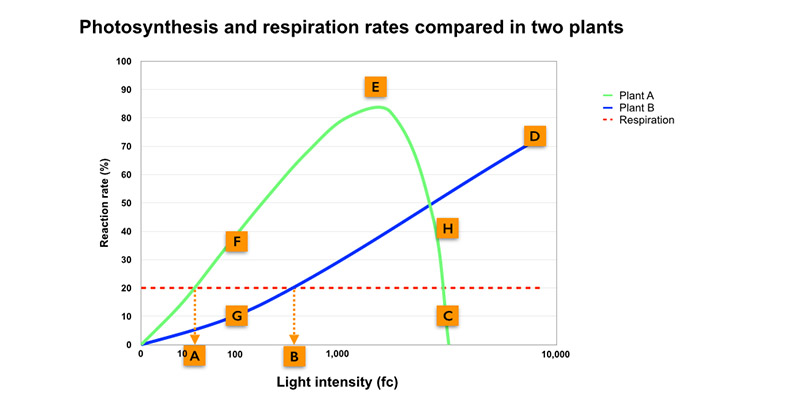 Photosynthesis and respiration rates compared in two plants
100
90
80
70
60
50
40
30
20
10
0
Reaction rate (%)
E
D
F
H
G
C
Plant A
Plant B
Respiration
0 10 A 100 B 1,000 10,000
Light intensity (fc)